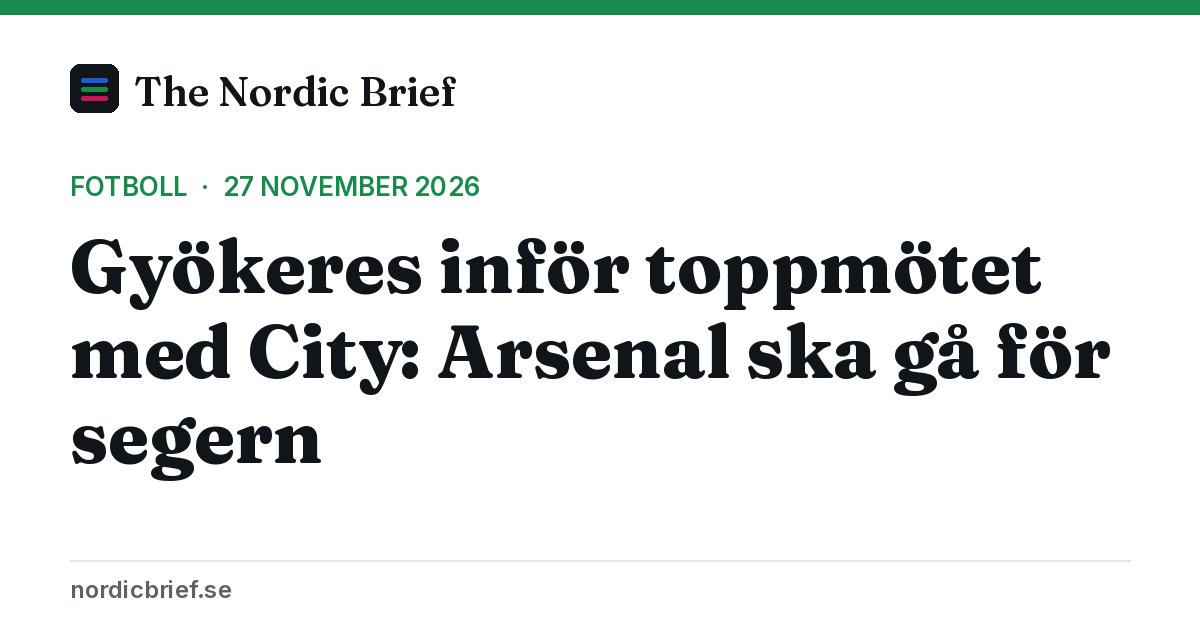 The Nordic Brief
FOTBOLL · 27 NOVEMBER 2026
Gyökeres inför toppmötet
med City: Arsenal ska gå för
segern
nordicbrief.se